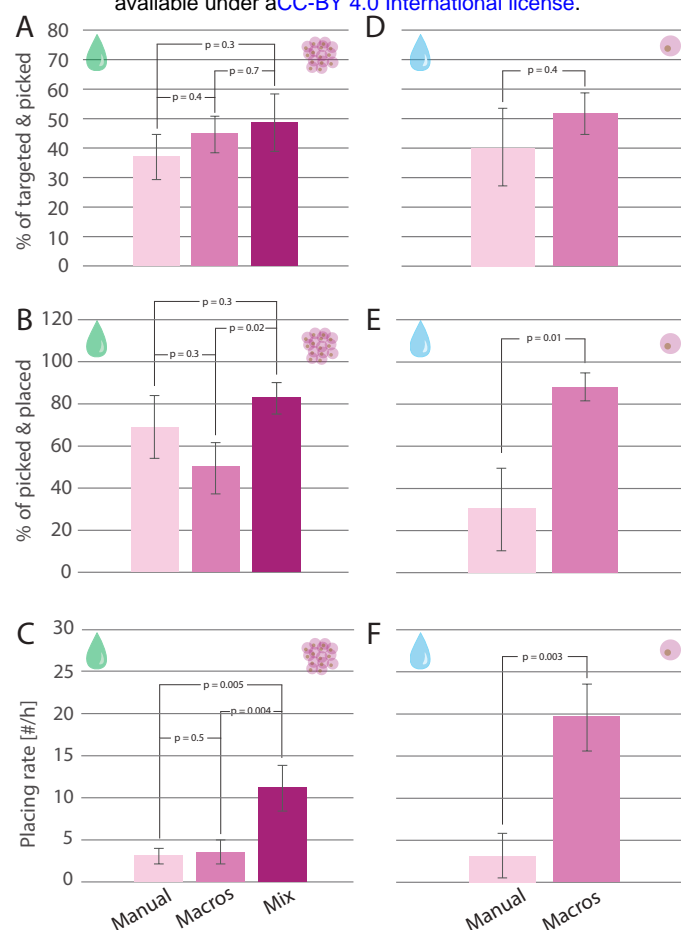 available under aCC-BY 4.0 International license.
A
80
70
60
50
40
30
20
10
0
% of targeted & picked
p = 0.3
p = 0.7
p = 0.4
D
p = 0.4
B
120
100
80
60
40
20
0
% of picked & placed
p = 0.3
p = 0.02
p = 0.3
E
p = 0.01
C
30
25
20
15
10
5
0
Placing rate [#/h]
p = 0.005
p = 0.004
p = 0.5
Manual
Macros
Mix
F
p = 0.003
Manual
Macros